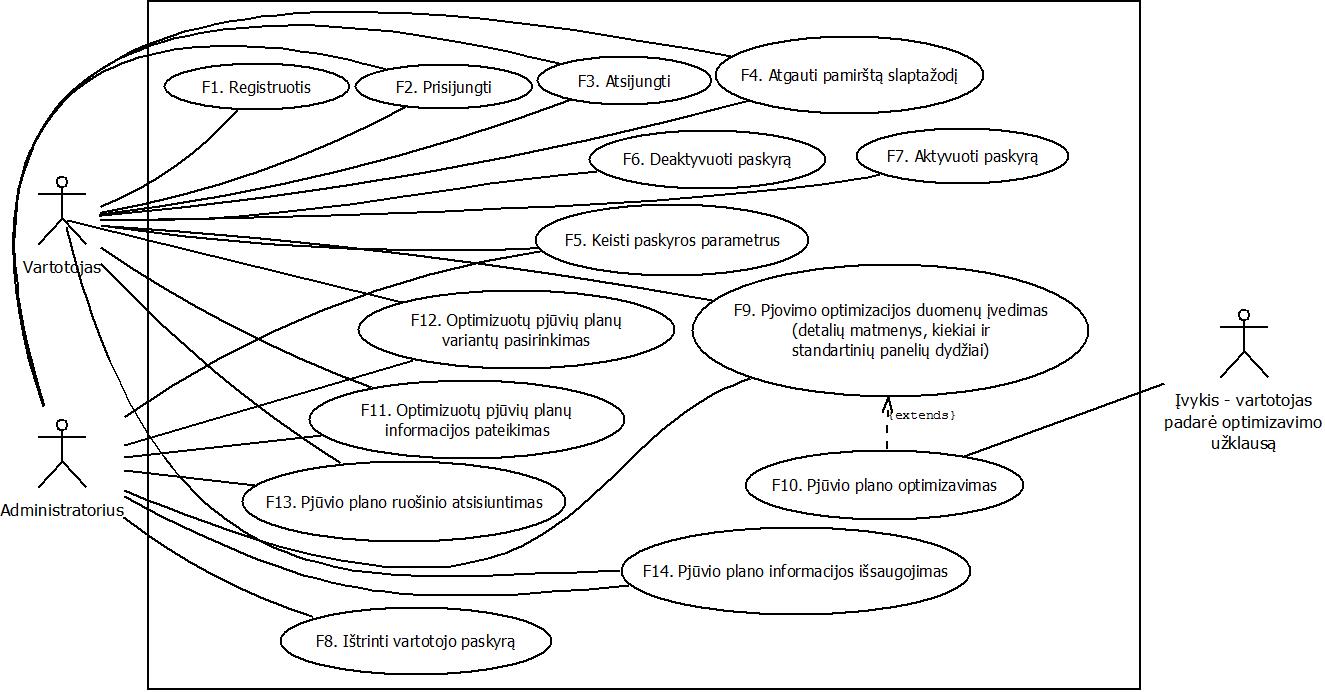 F1. Registruotis
F2. Prisijungti
F3. Atsijungti
F4. Atgauti pamirštą slaptažodį
F6. Deaktyvuoti paskyrą
F7. Aktyvuoti paskyrą
Vartotojas
F5. Keisti paskyros parametrus
F12. Optimizuotų pjūvių planų
variantų pasirinkimas
F9. Pjovimo optimizacijos duomenų įvedimas
(detalių matmenys, kiekiai ir
standartinių panelių dydžiai)
Įvykis - vartotojas
padarė optimizavimo
užklausą
F11. Optimizuotų pjūvių planų
informacijos pateikimas
{extends}
F10. Pjūvio plano optimizavimas
F13. Pjūvio plano ruošinio atsisiuntimas
Administratorius
F14. Pjūvio plano informacijos išsaugojimas
F8. Ištrinti vartotojo paskyrą